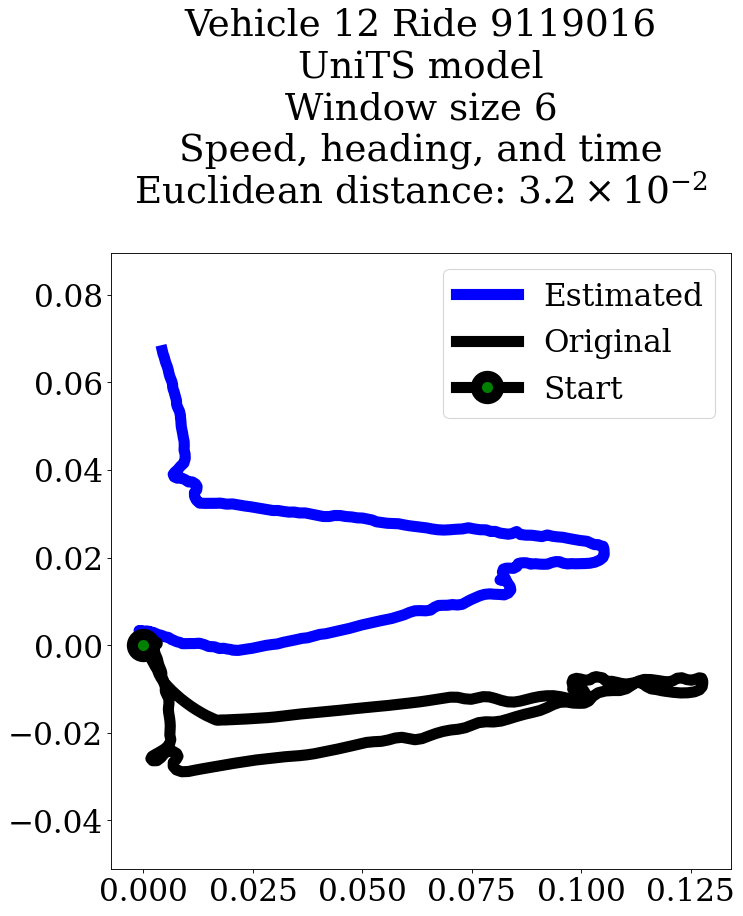 Vehicle 12 Ride 9119016
UniTS model
Window size 6
Speed, heading, and time
Euclidean distance: 3.2 × 10⁻²
Estimated
Original
Start
0.08
0.06
0.04
0.02
0.00
−0.02
−0.04
0.000 0.025 0.050 0.075 0.100 0.125